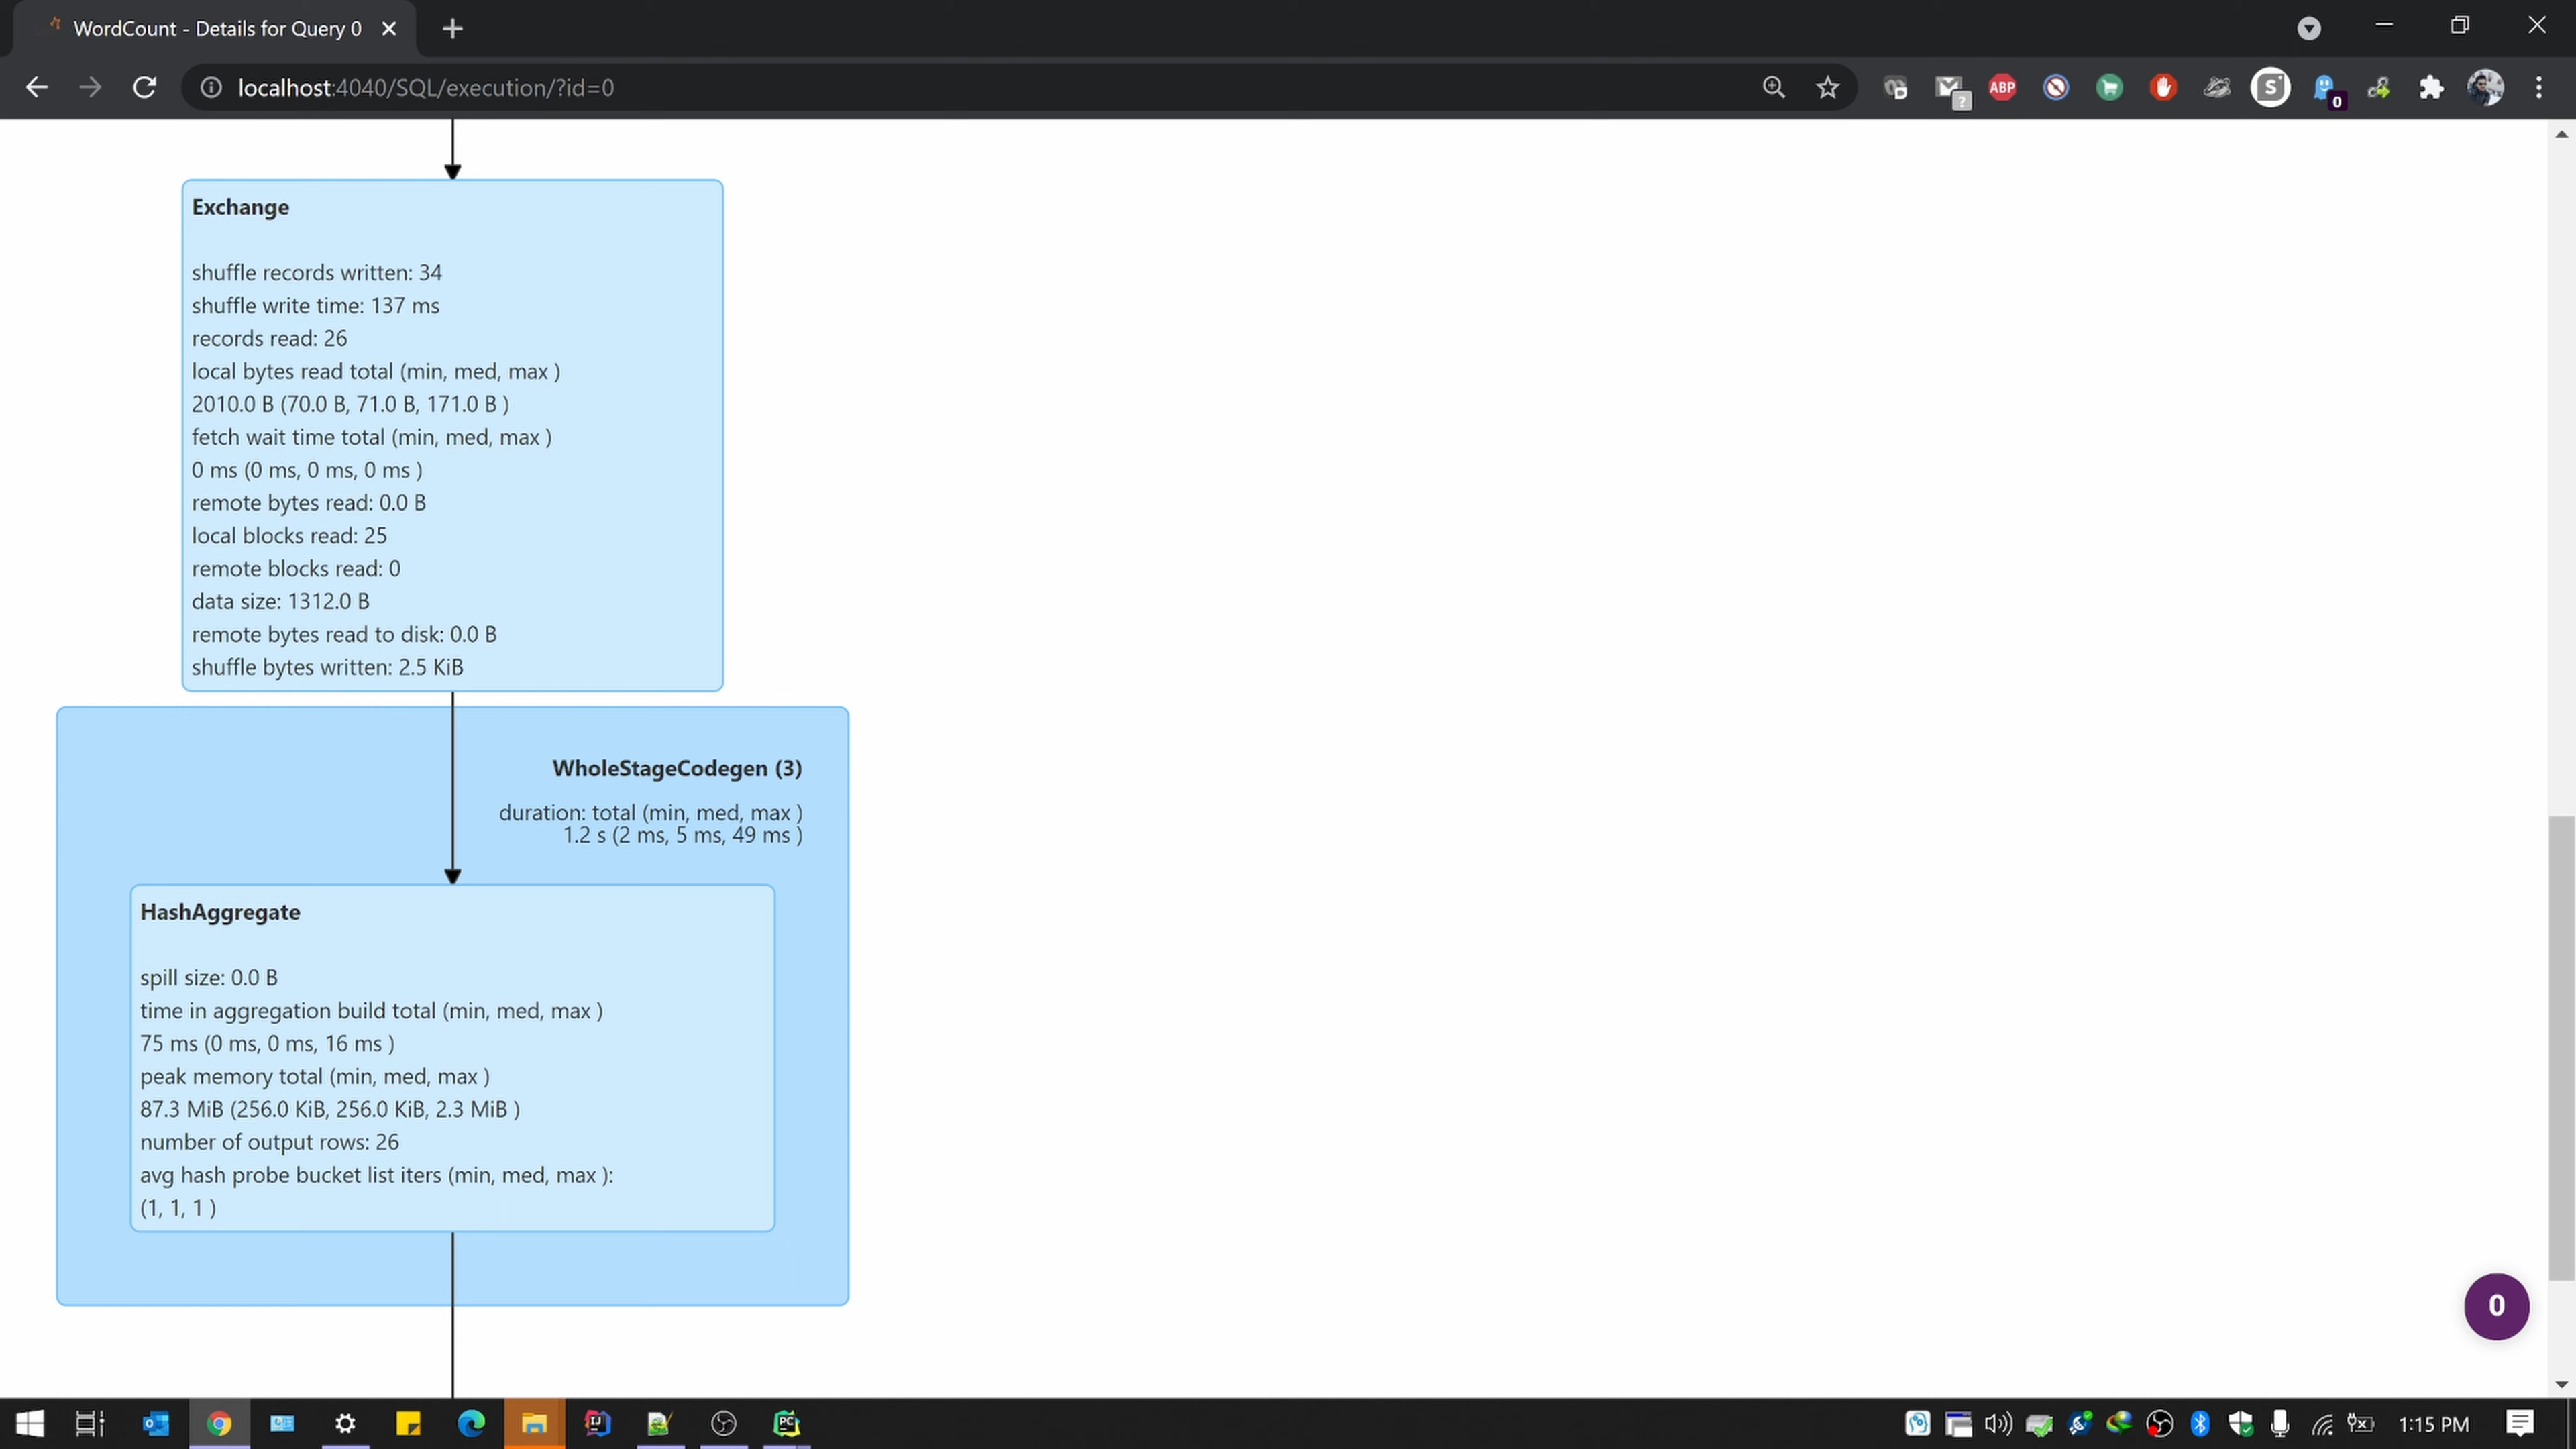 WordCount - Details for Query 0
localhost:4040/SQL/execution/?id=0
ABP
S
?
0
Exchange
shuffle records written: 34
shuffle write time: 137 ms
records read: 26
local bytes read total (min, med, max )
2010.0 B (70.0 B, 71.0 B, 171.0 B )
fetch wait time total (min, med, max )
0 ms (0 ms, 0 ms, 0 ms )
remote bytes read: 0.0 B
local blocks read: 25
remote blocks read: 0
data size: 1312.0 B
remote bytes read to disk: 0.0 B
shuffle bytes written: 2.5 KiB
WholeStageCodegen (3)
duration: total (min, med, max )
1.2 s (2 ms, 5 ms, 49 ms )
HashAggregate
spill size: 0.0 B
time in aggregation build total (min, med, max )
75 ms (0 ms, 0 ms, 16 ms )
peak memory total (min, med, max )
87.3 MiB (256.0 KiB, 256.0 KiB, 2.3 MiB )
number of output rows: 26
avg hash probe bucket list iters (min, med, max ):
(1, 1, 1 )
0
IJ
PC
1:15 PM